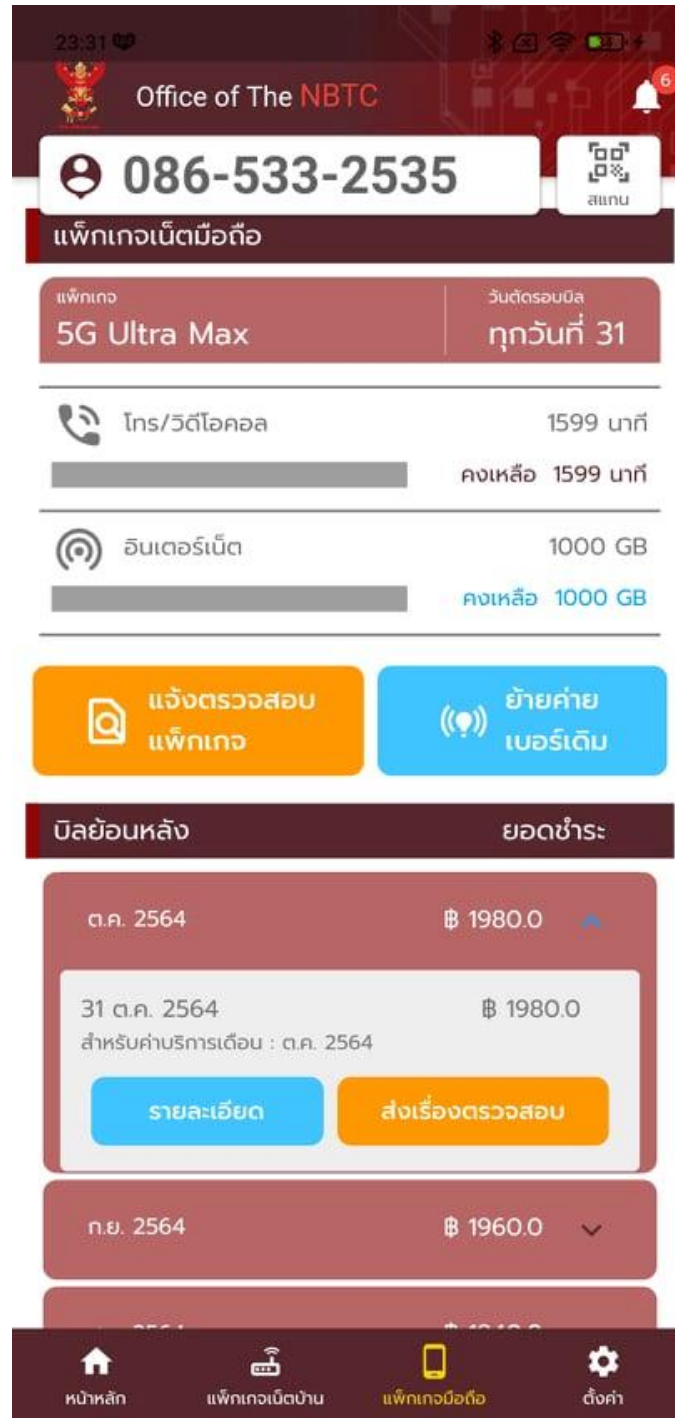 23:31
Office of The NBTC
6
086-533-2535
สแกน
แพ็กเกจเน็ตมือถือ
แพ็กเกจ
วันตัดรอบบิล
5G Ultra Max
ทุกวันที่ 31
โทร/วิดีโอคอล
1599 นาที
คงเหลือ 1599 นาที
อินเตอร์เน็ต
1000 GB
คงเหลือ 1000 GB
แจ้งตรวจสอบ
แพ็กเกจ
ย้ายค่าย
เบอร์เดิม
บิลย้อนหลัง
ยอดชำระ
ต.ค. 2564
฿ 1980.0
31 ต.ค. 2564
฿ 1980.0
สำหรับค่าบริการเดือน : ต.ค. 2564
รายละเอียด
ส่งเรื่องตรวจสอบ
ก.ย. 2564
฿ 1960.0
หน้าหลัก
แพ็กเกจเน็ตบ้าน
แพ็กเกจมือถือ
ตั้งค่า